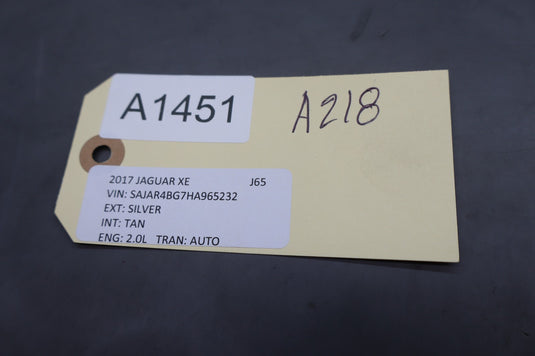 A1451
A218
2017 JAGUAR XE J65
VIN: SAJAR4BG7HA965232
EXT: SILVER
INT: TAN
ENG: 2.0L TRAN: AUTO